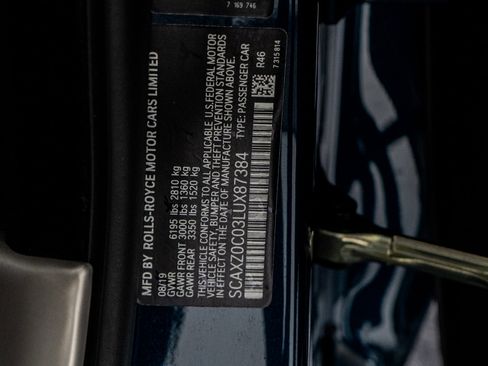 7 169 746
MFD BY ROLLS-ROYCE MOTOR CARS LIMITED
08/19
GVWR 6195 lbs 2810 kg
GAWR FRONT 3000 lbs 1360 kg
GAWR REAR 3350 lbs 1520 kg
THIS VEHICLE CONFORMS TO ALL APPLICABLE U.S.FEDERAL MOTOR
VEHICLE SAFETY, BUMPER AND THEFT PREVENTION STANDARDS
IN EFFECT ON THE DATE OF MANUFACTURE SHOWN ABOVE.
SCAXZ0C03LUX87384 TYPE: PASSENGER CAR
R46
7 315 814